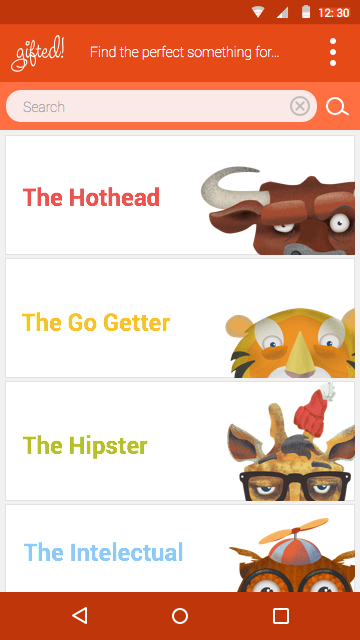 12:30
gifted!
Find the perfect something for...
Search
The Hothead
The Go Getter
The Hipster
The Intelectual